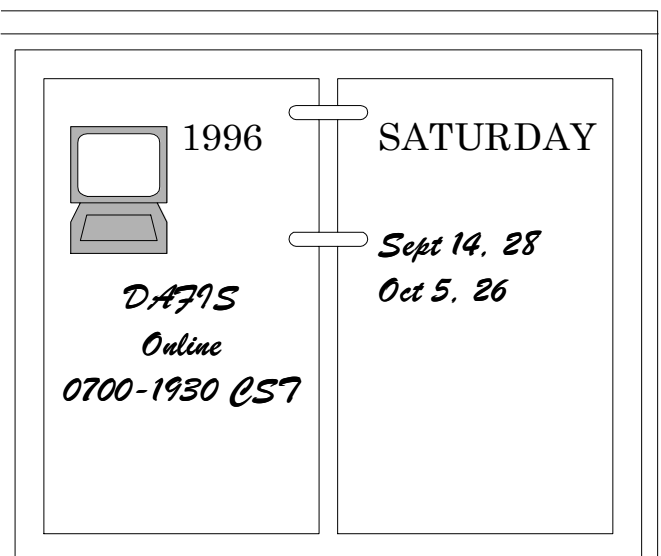 1996
DAFIS
Online
0700-1930 CST
SATURDAY
Sept 14, 28
Oct 5, 26